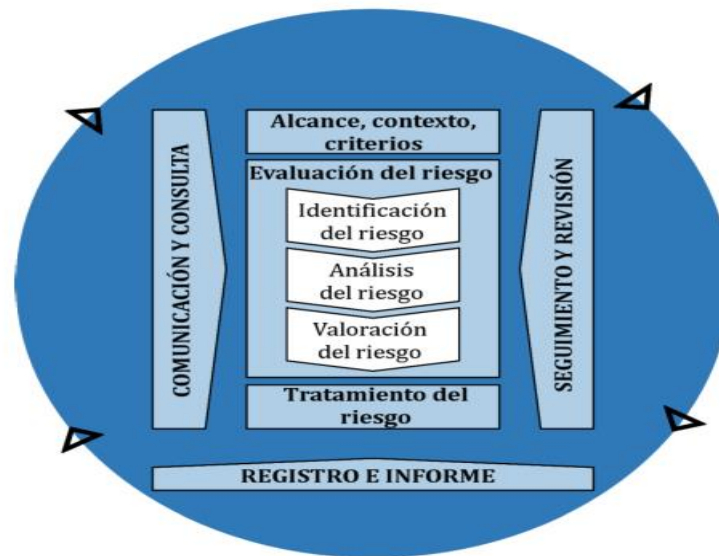 COMUNICACIÓN Y CONSULTA
Alcance, contexto,
criterios
Evaluación del riesgo
Identificación
del riesgo
Análisis
del riesgo
Valoración
del riesgo
Tratamiento del
riesgo
SEGUIMIENTO Y REVISIÓN
REGISTRO E INFORME